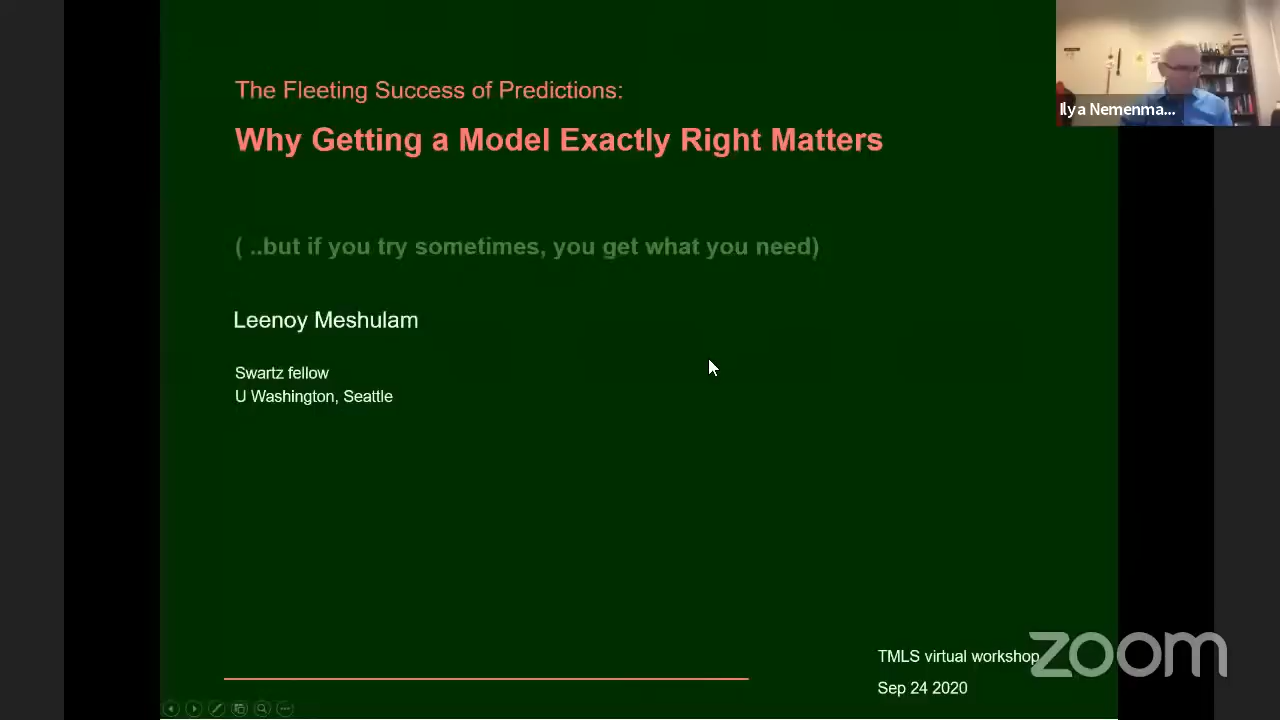 The Fleeting Success of Predictions:
Why Getting a Model Exactly Right Matters
( ..but if you try sometimes, you get what you need)
Leenoy Meshulam
Swartz fellow
U Washington, Seattle
TMLS virtual workshop
Sep 24 2020
Ilya Nemenma...
zoom